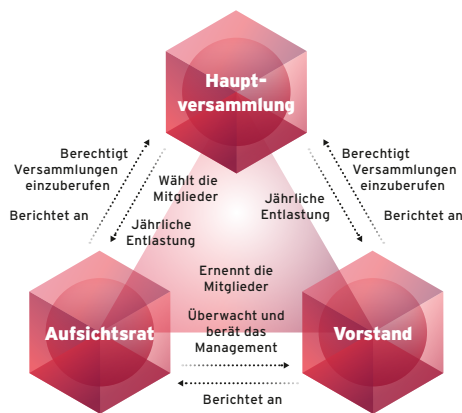 Haupt-
versammlung
Berechtigt
Versammlungen
einzuberufen
Berichtet an
Wählt die
Mitglieder
Jährliche
Entlastung
Jährliche
Entlastung
Berechtigt
Versammlungen
einzuberufen
Berichtet an
Aufsichtsrat
Ernennt die
Mitglieder
Überwacht und
berät das
Management
Vorstand
Berichtet an